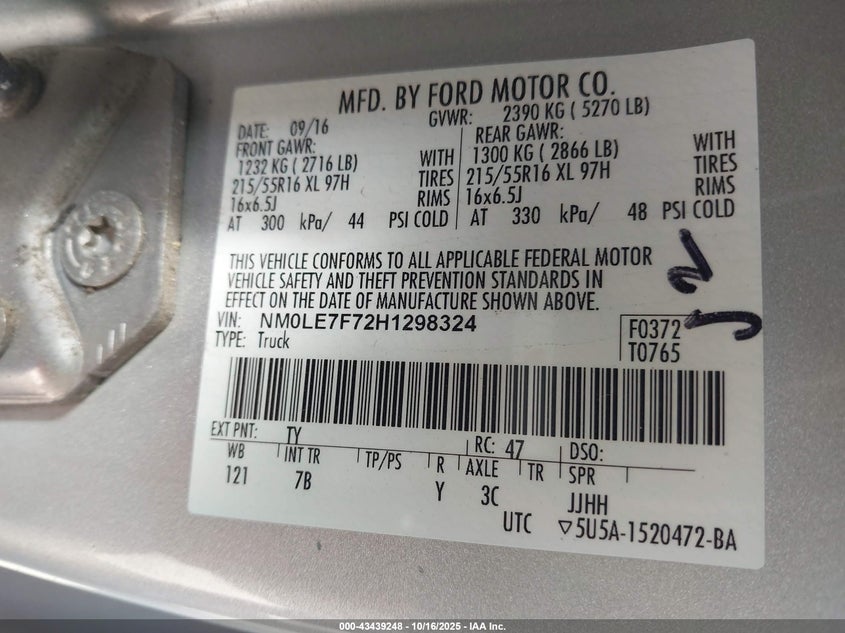 MFD. BY FORD MOTOR CO.
DATE: 09/16 GVWR: 2390 KG ( 5270 LB)
FRONT GAWR: REAR GAWR:
1232 KG ( 2716 LB) WITH 1300 KG ( 2866 LB) WITH
215/55R16 XL 97H TIRES 215/55R16 XL 97H TIRES
16x6.5J RIMS 16x6.5J RIMS
AT 300 kPa/ 44 PSI COLD AT 330 kPa/ 48 PSI COLD
THIS VEHICLE CONFORMS TO ALL APPLICABLE FEDERAL MOTOR
VEHICLE SAFETY AND THEFT PREVENTION STANDARDS IN
EFFECT ON THE DATE OF MANUFACTURE SHOWN ABOVE.
VIN: NM0LE7F72H1298324 F0372
TYPE: Truck T0765
EXT PNT: TY RC: 47 DSO:
WB INT TR TP/PS R AXLE TR SPR
121 7B Y 3C JJHH
UTC ▽5U5A-1520472-BA
000-43439248 - 10/16/2025 - IAA Inc.